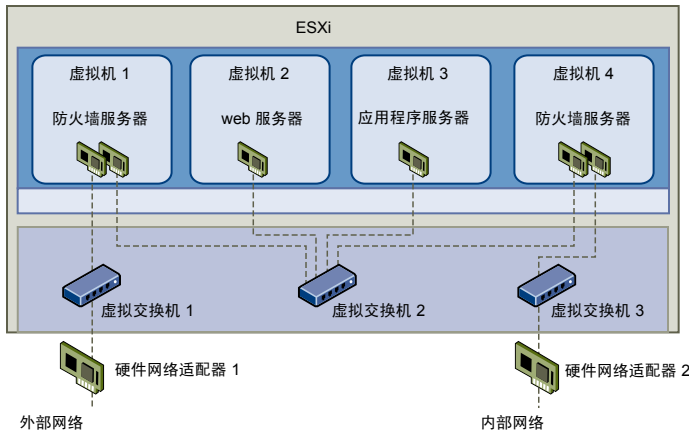 ESXi
虚拟机 1
虚拟机 2
虚拟机 3
虚拟机 4
防火墙服务器
web 服务器
应用程序服务器
防火墙服务器
虚拟交换机 1
虚拟交换机 2
虚拟交换机 3
硬件网络适配器 1
硬件网络适配器 2
外部网络
内部网络